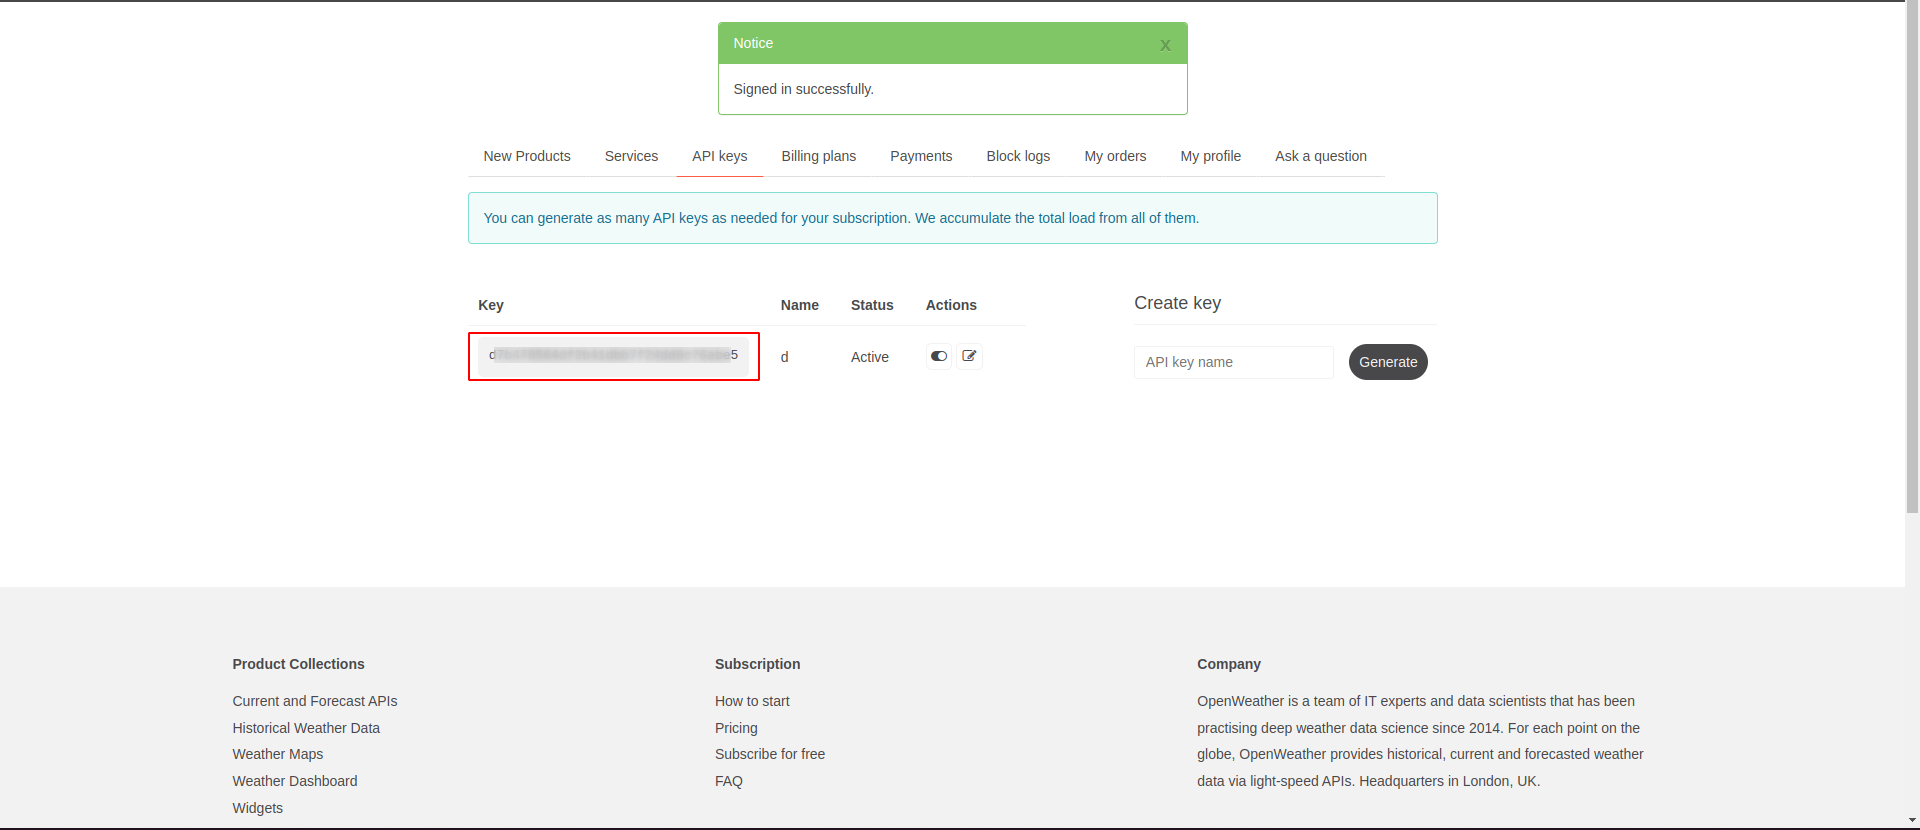 Notice
x
Signed in successfully.
New Products Services API keys Billing plans Payments Block logs My orders My profile Ask a question
You can generate as many API keys as needed for your subscription. We accumulate the total load from all of them.
Key Name Status Actions
d
5
d Active
Create key
API key name Generate
Product Collections
Current and Forecast APIs
Historical Weather Data
Weather Maps
Weather Dashboard
Widgets
Subscription
How to start
Pricing
Subscribe for free
FAQ
Company
OpenWeather is a team of IT experts and data scientists that has been
practising deep weather data science since 2014. For each point on the
globe, OpenWeather provides historical, current and forecasted weather
data via light-speed APIs. Headquarters in London, UK.